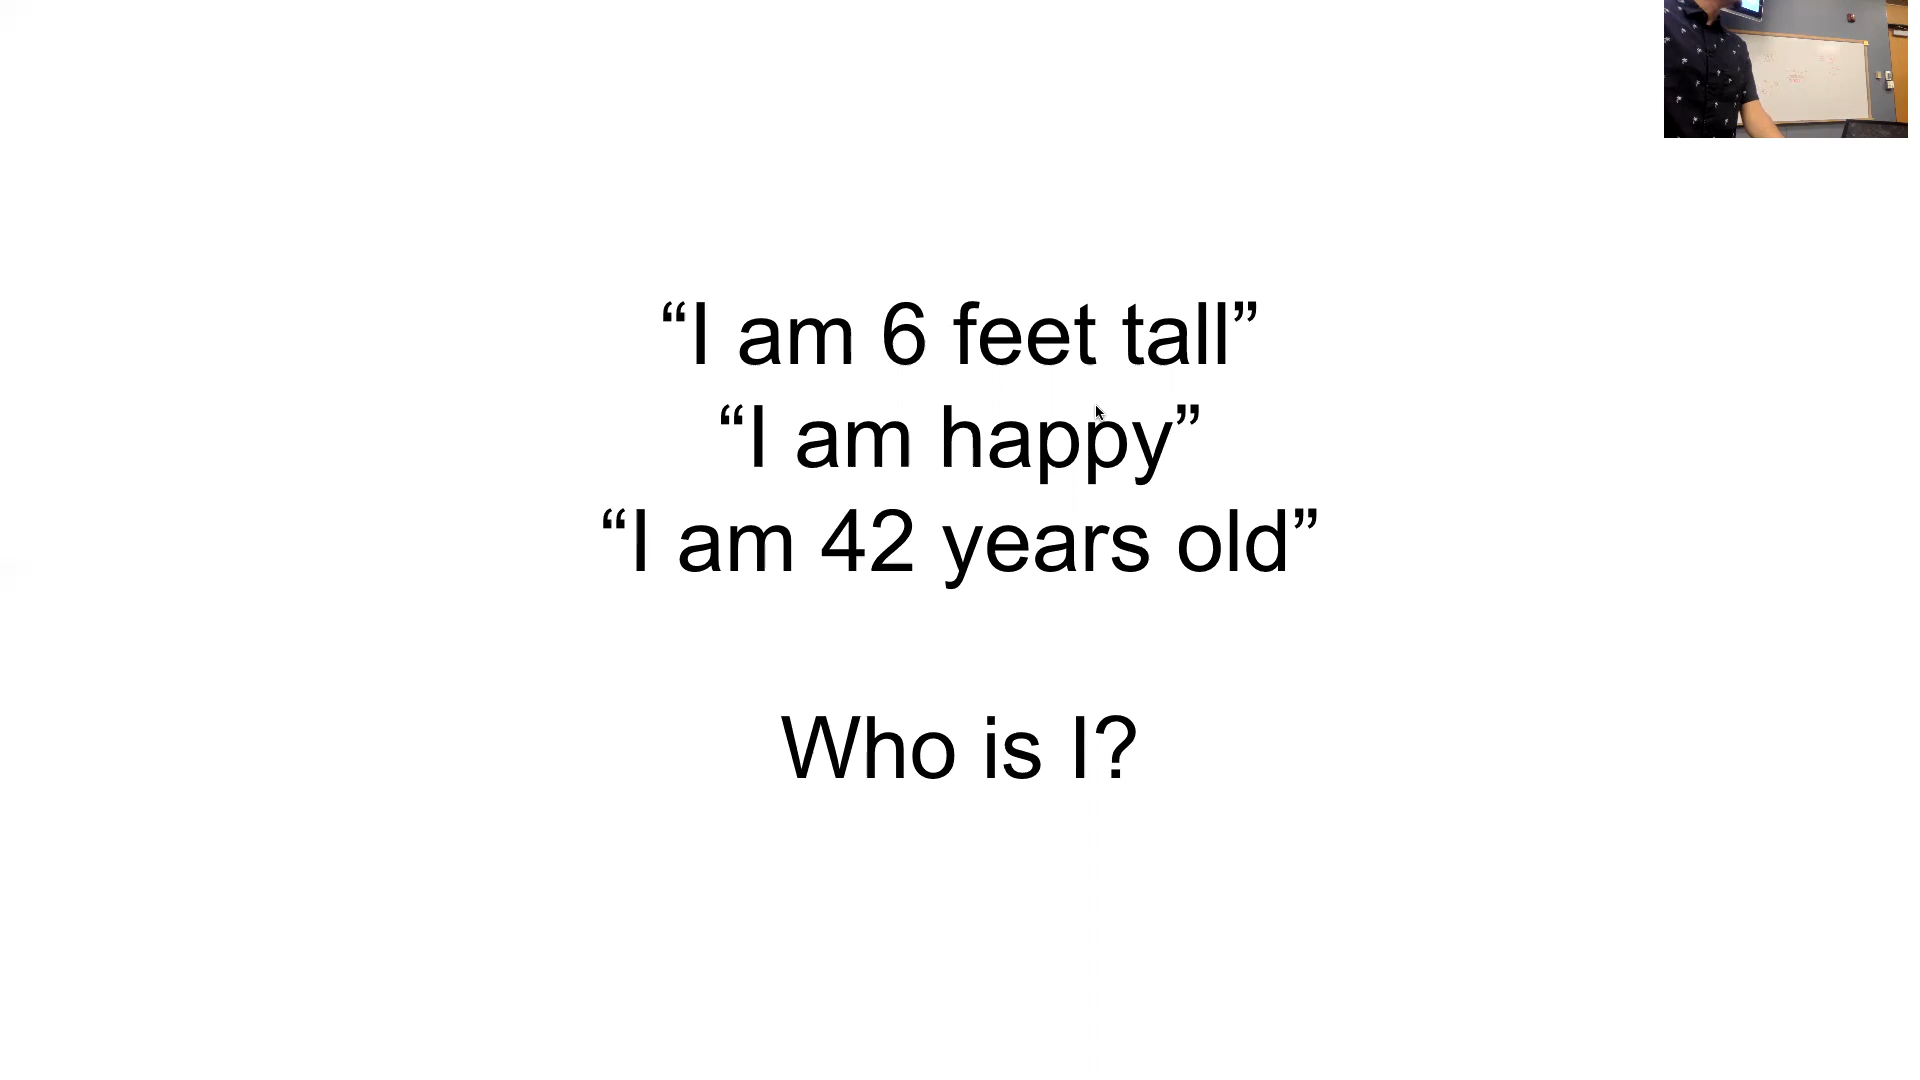 “I am 6 feet tall”
“I am happy”
“I am 42 years old”
Who is I?